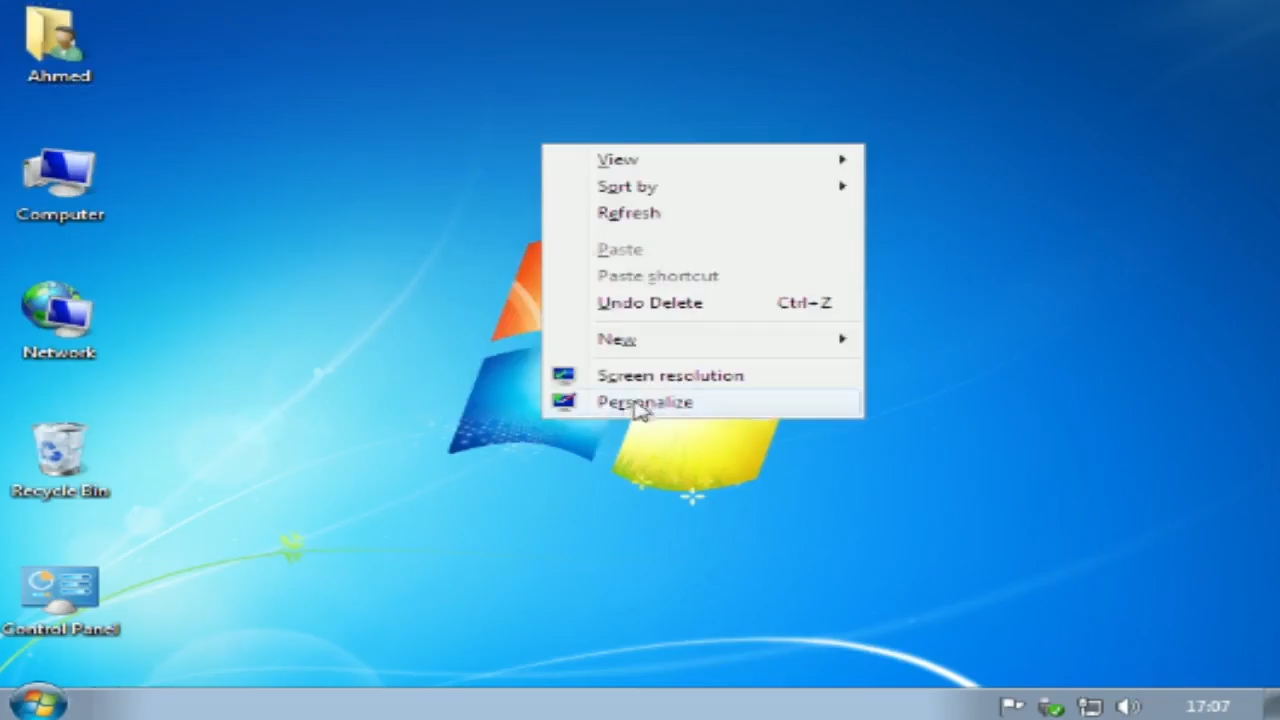 Ahmed
Computer
Network
Recycle Bin
Control Panel
View
Sort by
Refresh
Paste
Paste shortcut
Undo Delete Ctrl+Z
New
Screen resolution
Personalize
17:07